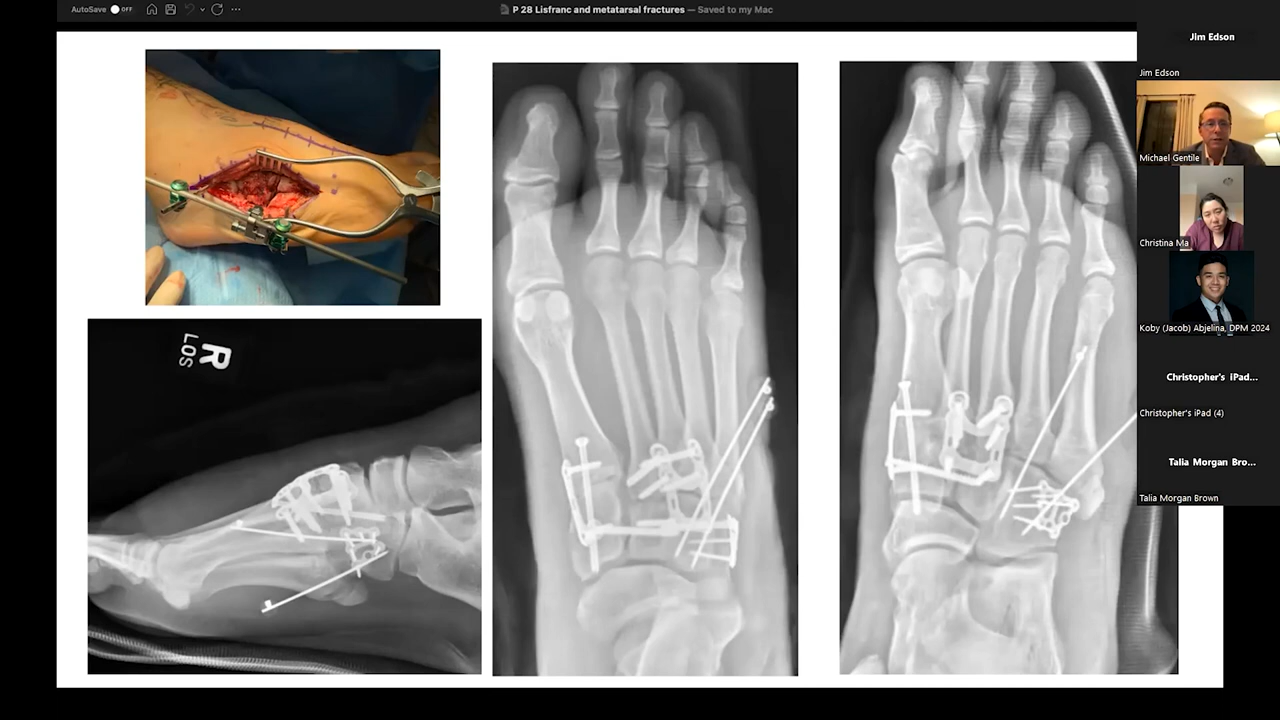 AutoSave OFF
P 28 Lisfranc and metatarsal fractures — Saved to my Mac
R
LOS
Jim Edson
Jim Edson
Michael Gentile
Christina Ma
Koby (Jacob) Abjelina, DPM 2024
Christopher's iPad...
Christopher's iPad (4)
Talia Morgan Bro...
Talia Morgan Brown